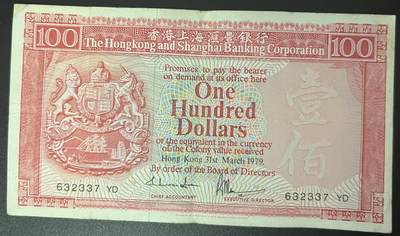 香港上海滙豐銀行
100 The Hongkong and Shanghai Banking Corporation 100
Promises to pay the bearer
on demand at its office here
One
Hundred
Dollars
or the equivalent in the currency
of the Colony value received
Hong Kong 31st March 1979
By order of the Board of Directors
壹佰
632337 YD
632337 YD
CHIEF ACCOUNTANT
EXECUTIVE DIRECTOR